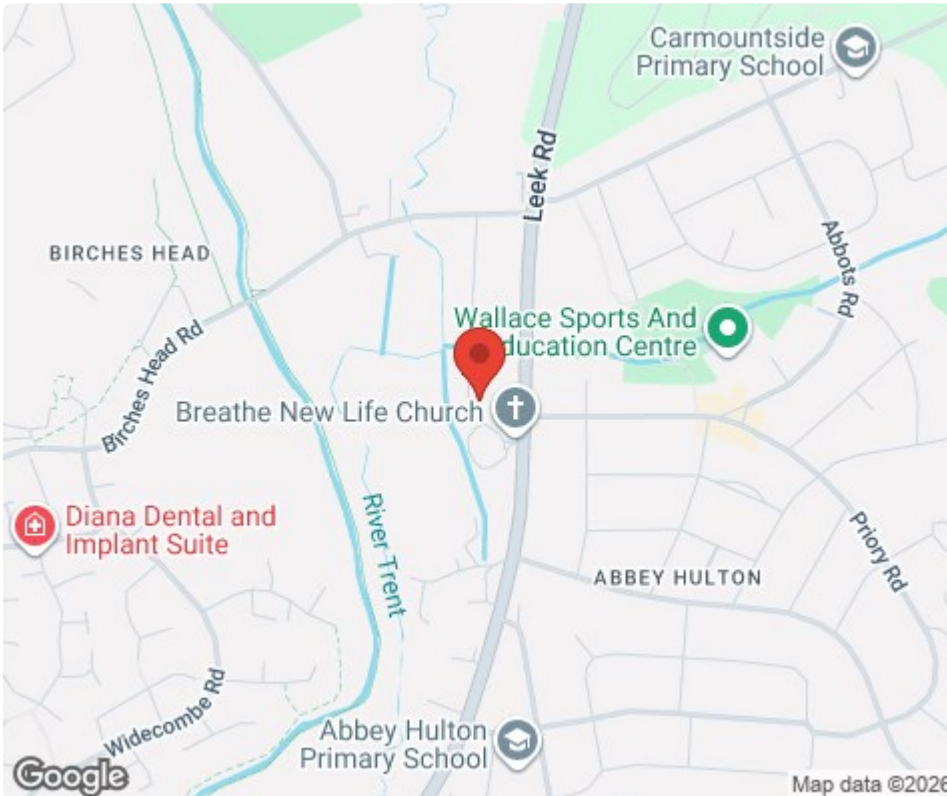 Carmountside
Primary School
Leek Rd
BIRCHES HEAD
Abbots Rd
Wallace Sports And
ducation Centre
Birches Head Rd
Breathe New Life Church
Diana Dental and
Implant Suite
River Trent
Priory Rd
ABBEY HULTON
Widecombe Rd
Abbey Hulton
Primary School
Google
Map data ©2026